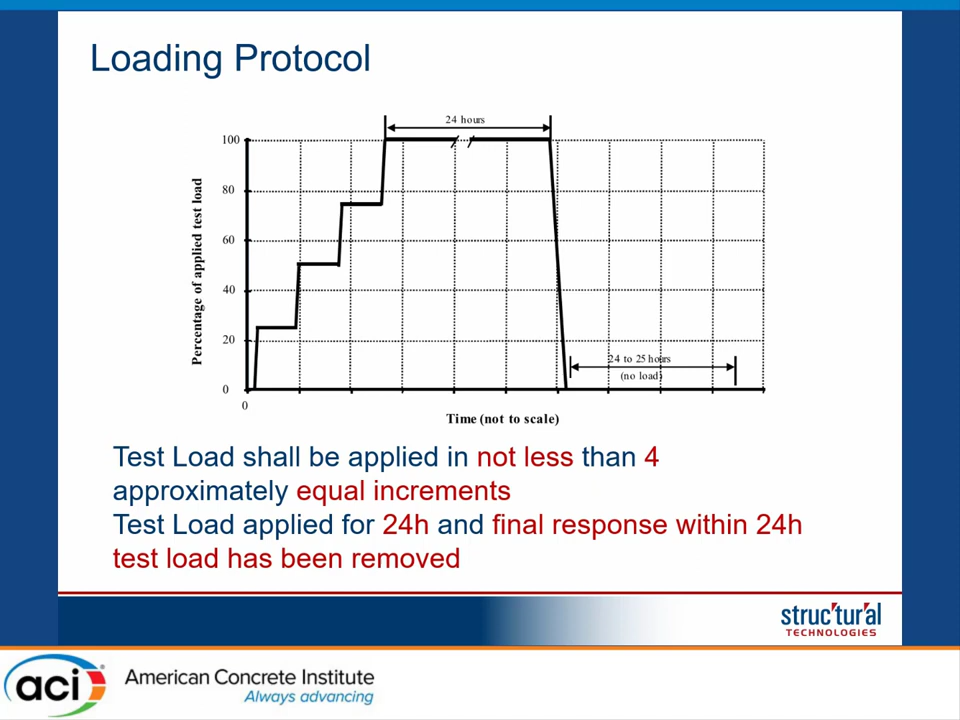 Loading Protocol
24 hours
100
80
60
40
20
0
0
Percentage of applied test load
24 to 25 hours
(no load)
Time (not to scale)
Test Load shall be applied in not less than 4
approximately equal increments
Test Load applied for 24h and final response within 24h
test load has been removed
struc'tur'al
TECHNOLOGIES
aci
American Concrete Institute
Always advancing